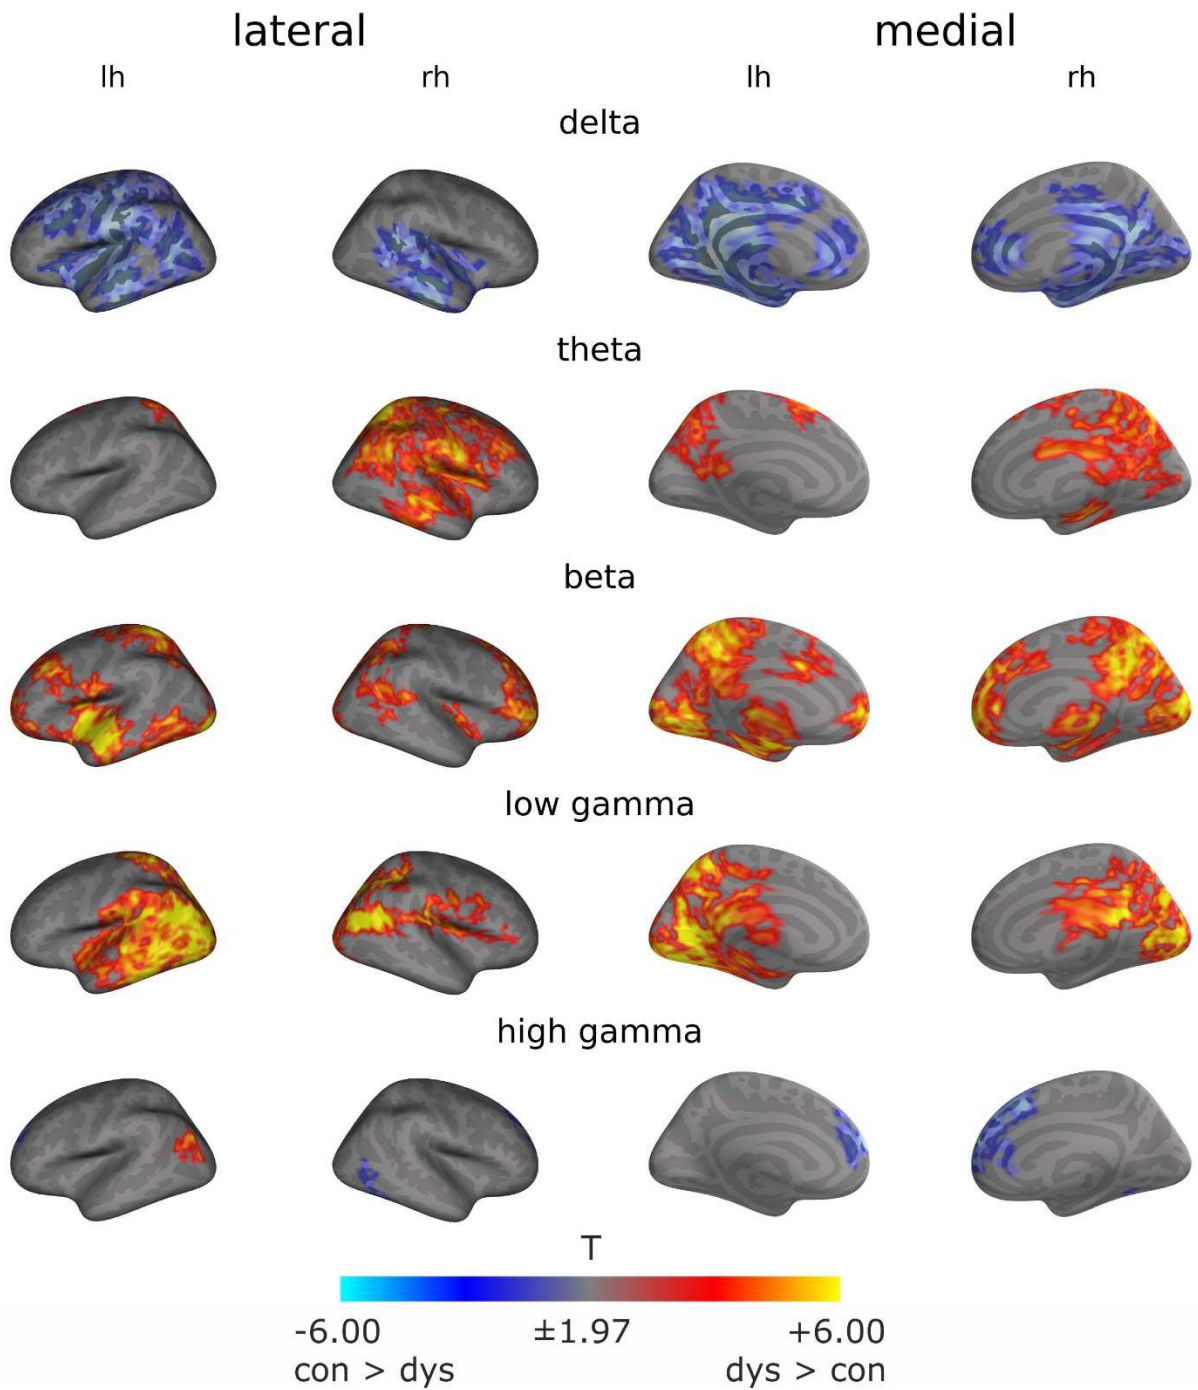 lateral medial
lh rh lh rh
delta
theta
beta
low gamma
high gamma
T
-6.00 ±1.97 +6.00
con > dys dys > con